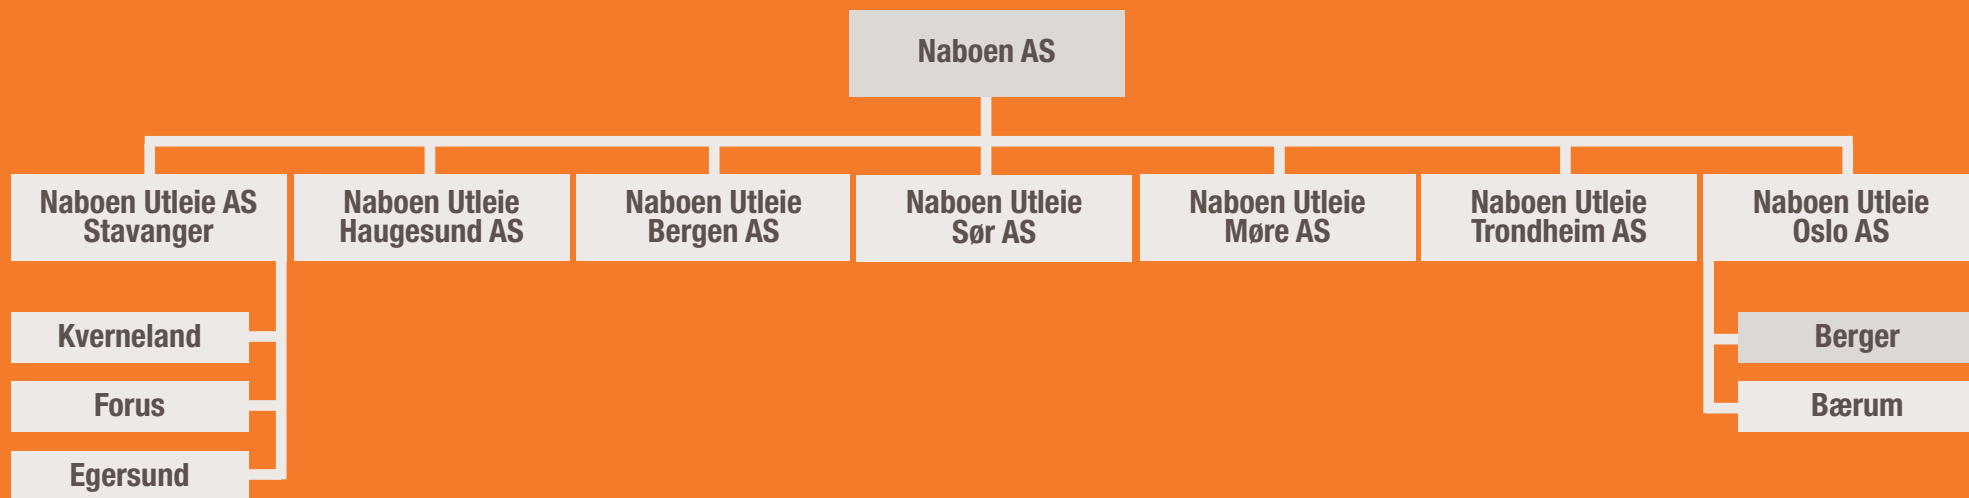 Naboen AS
Naboen Utleie AS
Stavanger
Naboen Utleie
Haugesund AS
Naboen Utleie
Bergen AS
Naboen Utleie
Sør AS
Naboen Utleie
Møre AS
Naboen Utleie
Trondheim AS
Naboen Utleie
Oslo AS
Kverneland
Forus
Egersund
Berger
Bærum